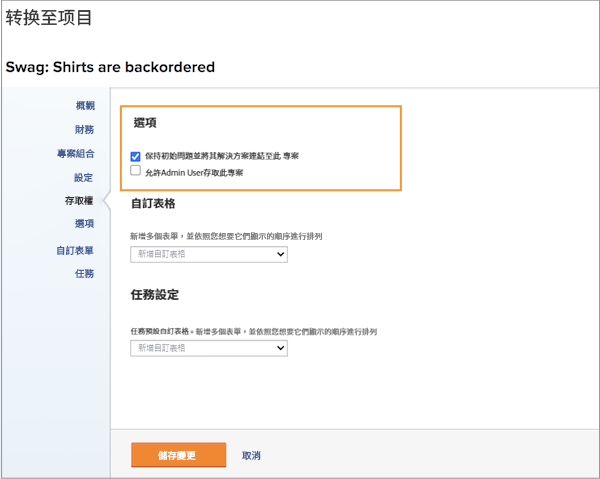 转换至项目
Swag: Shirts are backordered
概觀
財務
專案組合
設定
存取權
選項
自訂表單
任務
選項
保持初始問題並將其解決方案連結至此 專案
允許Admin User存取此專案
自訂表格
新增多個表單，並依照您想要它們顯示的順序進行排列
新增自訂表格
任務設定
任務預設自訂表格。新增多個表單，並依照您想要它們顯示的順序進行排列
新增自訂表格
儲存變更
取消